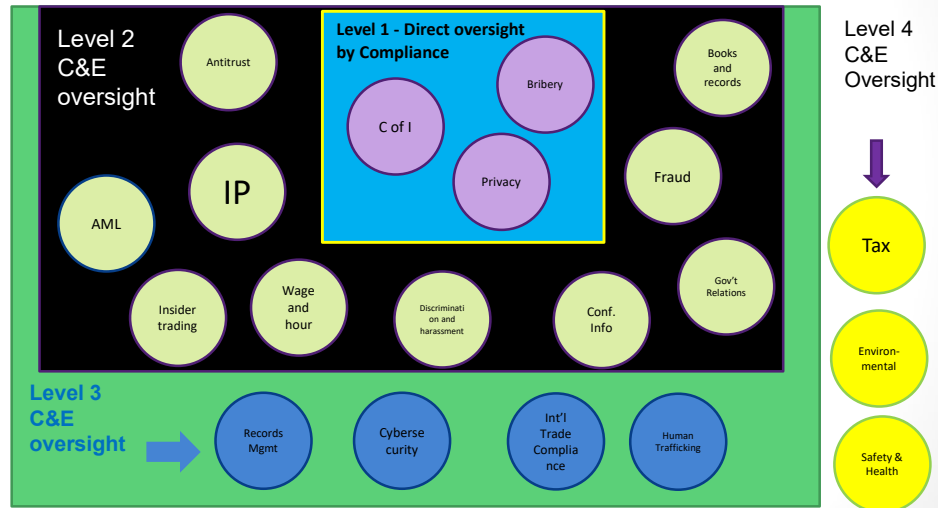 Level 2
C&E
oversight
Antitrust
Level 1 - Direct oversight
by Compliance
Bribery
C of I
Privacy
Books
and
records
Level 4
C&E
Oversight
IP
Fraud
AML
Tax
Insider
trading
Wage
and
hour
Discriminati
on and
harassment
Conf.
Info
Gov't
Relations
Environ-
mental
Level 3
C&E
oversight
Records
Mgmt
Cyberse
curity
Int'l
Trade
Complia
nce
Human
Trafficking
Safety &
Health